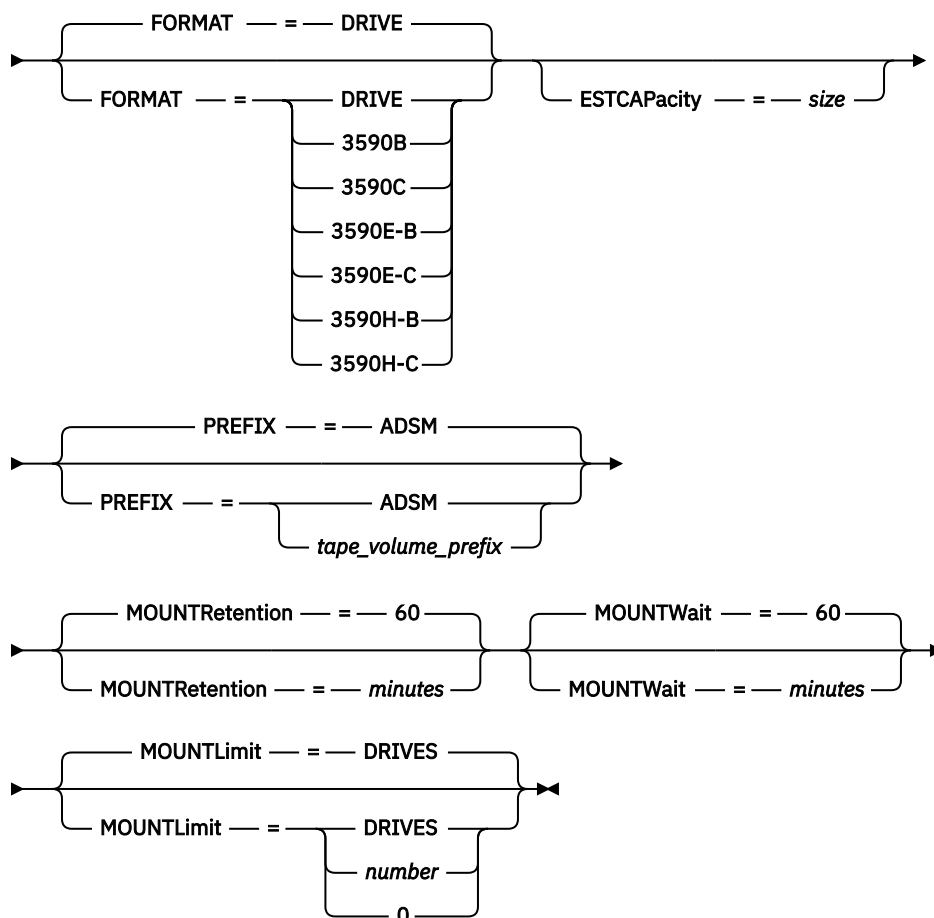 FORMAT = DRIVE
FORMAT = DRIVE ESTCAPacity = size
3590B
3590C
3590E-B
3590E-C
3590H-B
3590H-C
PREFIX = ADSM
PREFIX = ADSM
tape_volume_prefix
MOUNTRetention = 60 MOUNTWait = 60
MOUNTRetention = minutes MOUNTWait = minutes
MOUNTLimit = DRIVES
MOUNTLimit = DRIVES
number
0